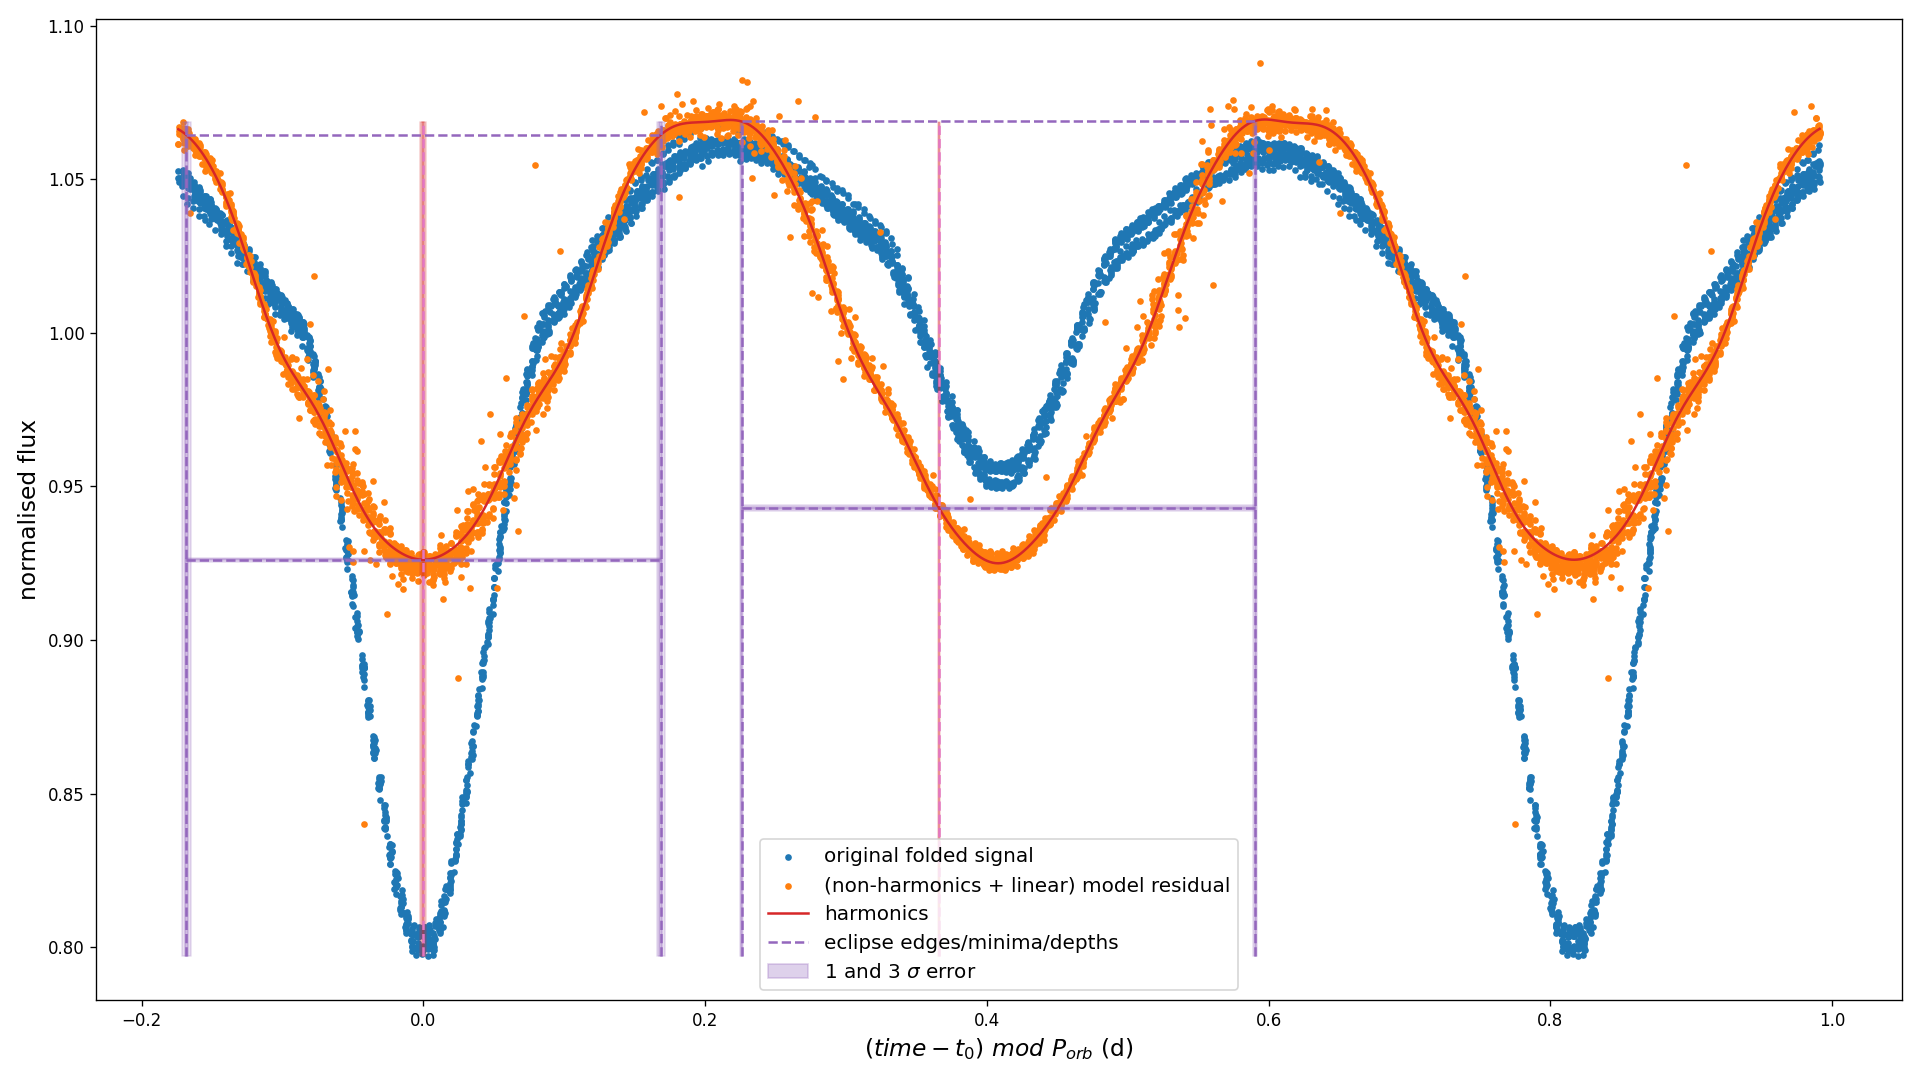 1.10
1.05
1.00
0.95
0.90
0.85
0.80
normalised flux
original folded signal
(non-harmonics + linear) model residual
harmonics
eclipse edges/minima/depths
1 and 3 σ error
−0.2 0.0 0.2 0.4 0.6 0.8 1.0
(time − t₀) mod Pₒᵣb (d)